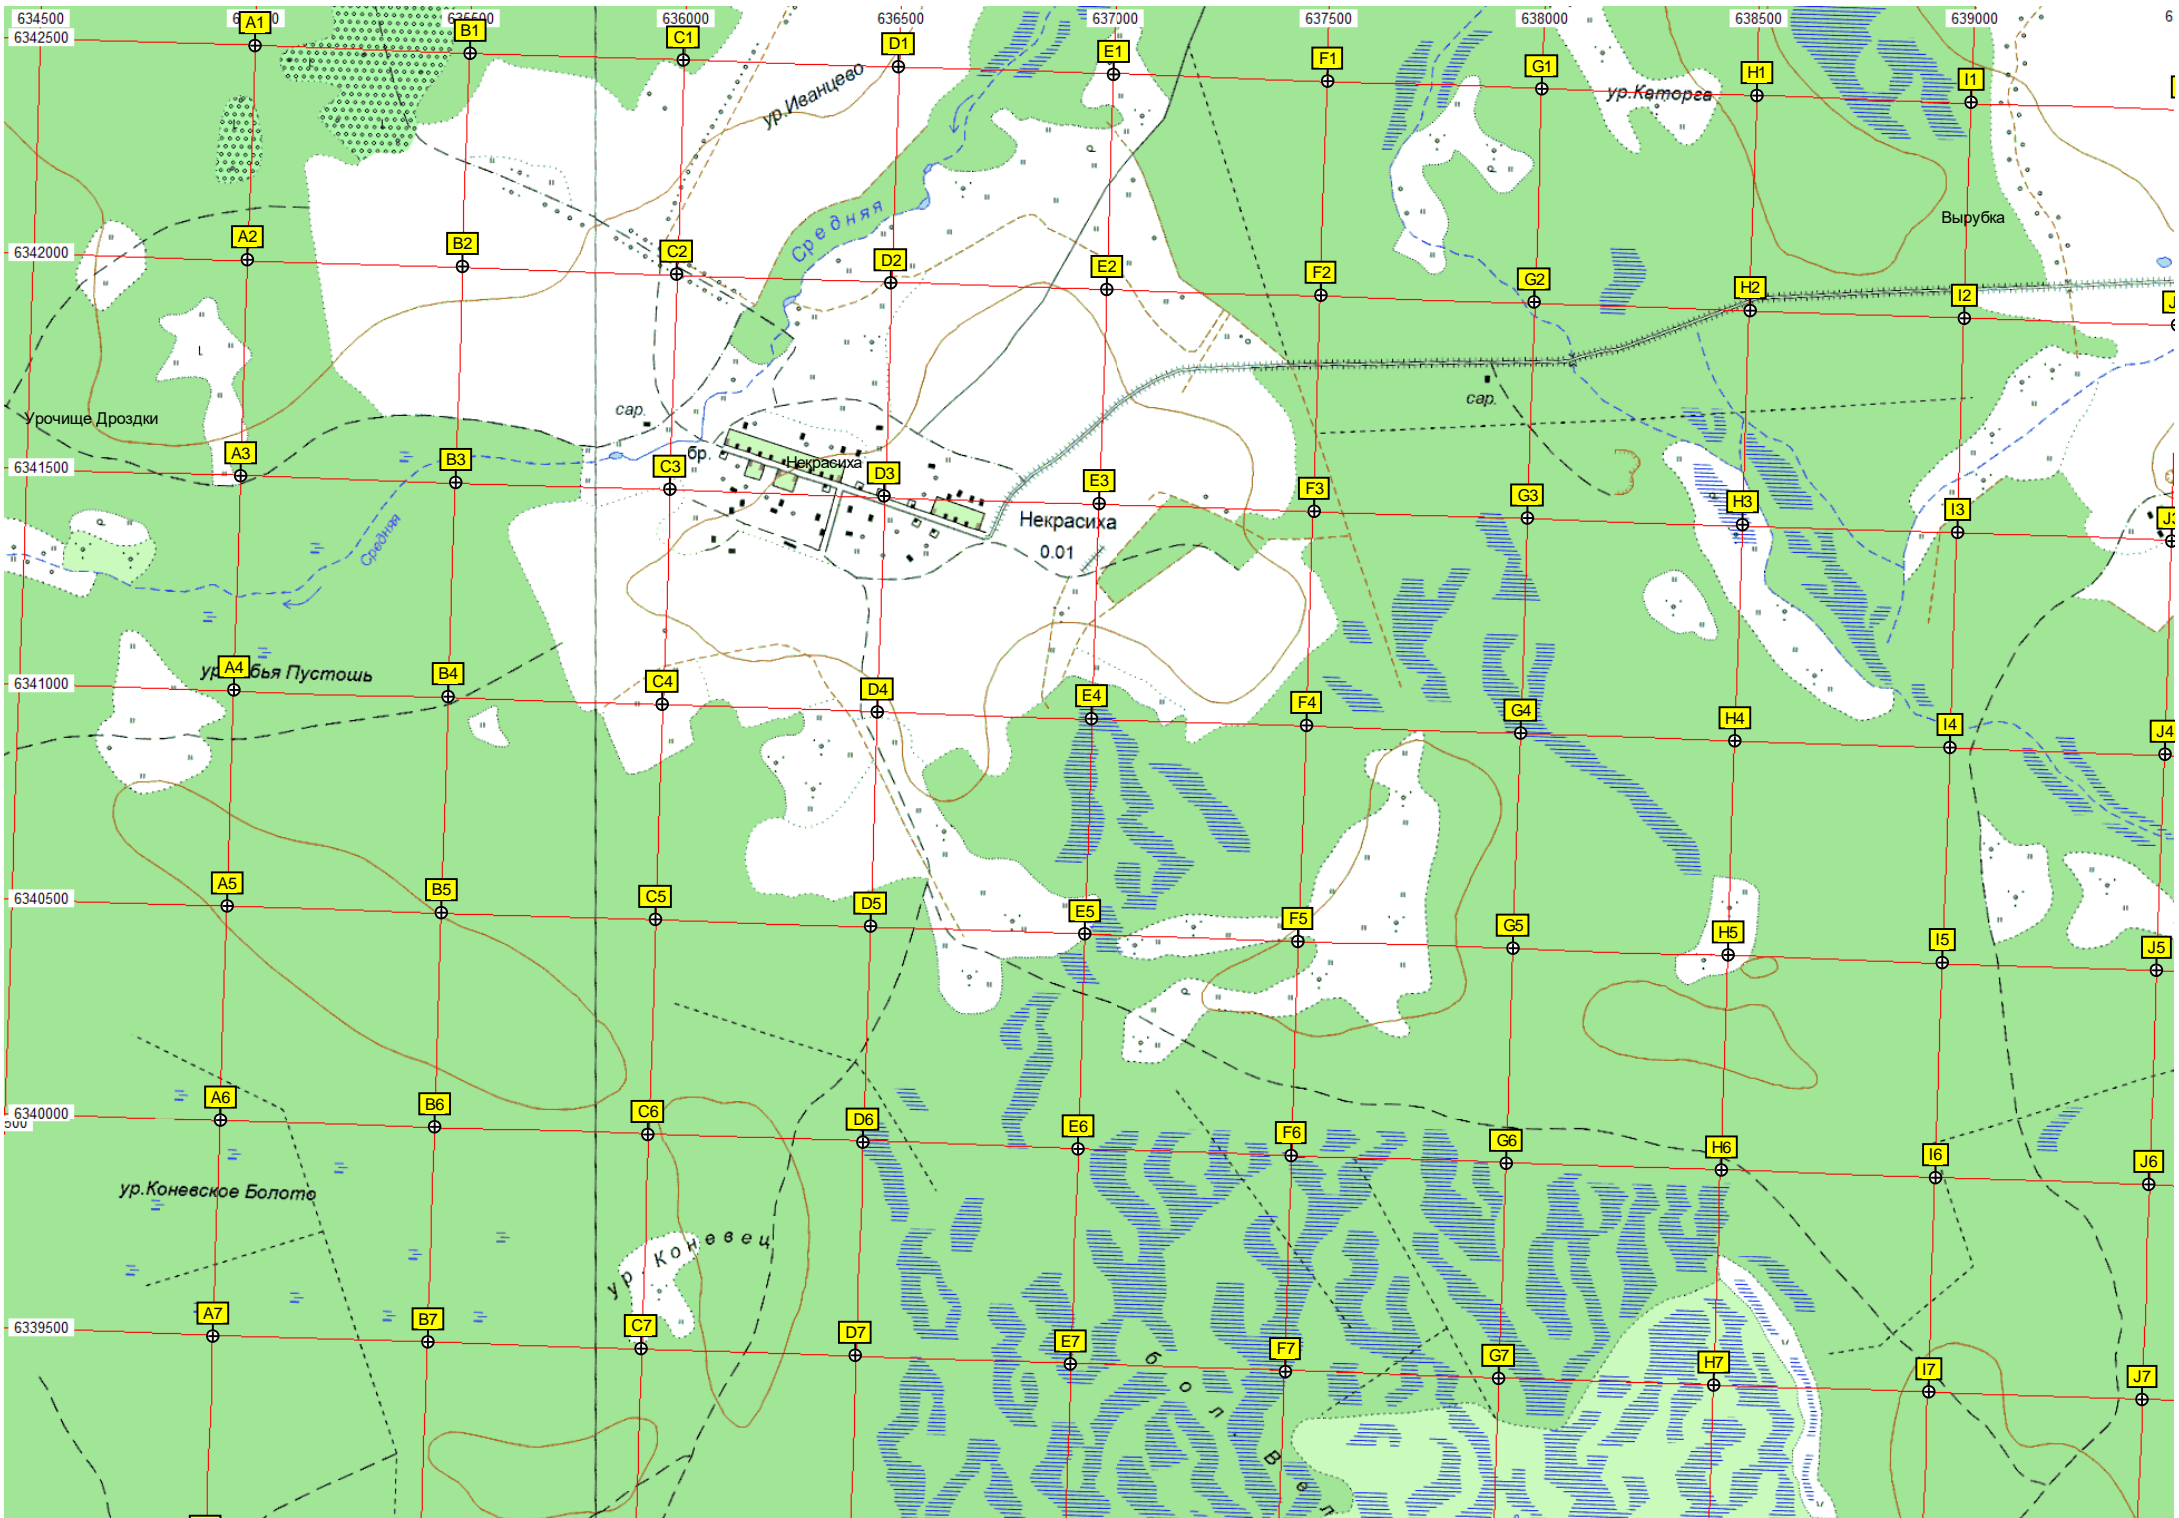 634500 635500 636000 636500 637000 637500 638000 638500 639000
6342500
A1 B1 C1 D1 E1 F1 G1 H1 I1
ур.Иванцево
ур.Каторга
Средняя
Вырубка
6342000
A2 B2 C2 D2 E2 F2 G2 H2 I2
сар.
сар.
Урочище Дроздки
бр.
Некрасиха
6341500
A3 B3 C3 D3 E3 F3 G3 H3 I3 J3
Некрасиха
0.01
Средняя
6341000
A4 B4 C4 D4 E4 F4 G4 H4 I4 J4
Пустошь
6340500
A5 B5 C5 D5 E5 F5 G5 H5 I5 J5
6340000
500
A6 B6 C6 D6 E6 F6 G6 H6 I6 J6
ур.Коневское Болото
ур. Коневец
6339500
A7 B7 C7 D7 E7 F7 G7 H7 I7 J7
бол. Вел